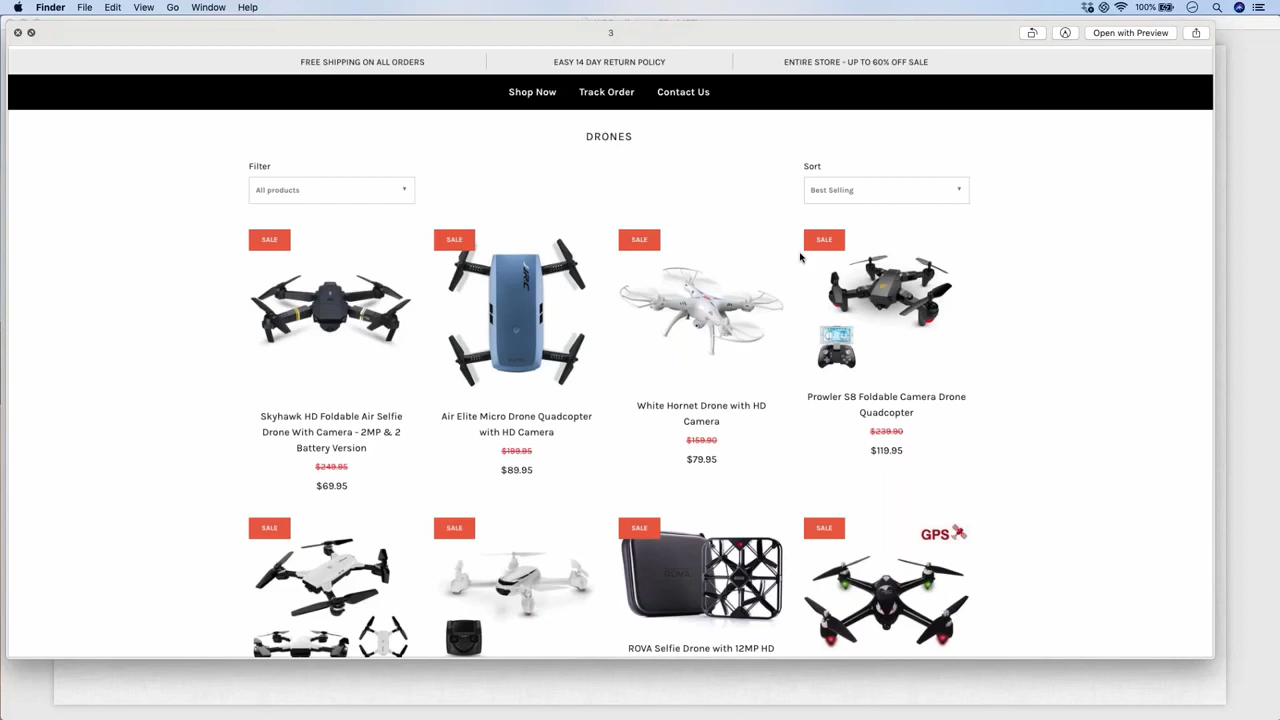 Finder File Edit View Go Window Help 100%
3 Open with Preview
FREE SHIPPING ON ALL ORDERS EASY 14 DAY RETURN POLICY ENTIRE STORE - UP TO 60% OFF SALE
Shop Now Track Order Contact Us
DRONES
Filter Sort
All products Best Selling
SALE SALE SALE SALE
JJRC
Skyhawk HD Foldable Air Selfie
Drone With Camera - 2MP & 2
Battery Version
$249.95
$69.95
Air Elite Micro Drone Quadcopter
with HD Camera
$199.95
$89.95
White Hornet Drone with HD
Camera
$159.90
$79.95
Prowler S8 Foldable Camera Drone
Quadcopter
$239.90
$119.95
SALE SALE SALE SALE
GPS
ROVA
ROVA Selfie Drone with 12MP HD